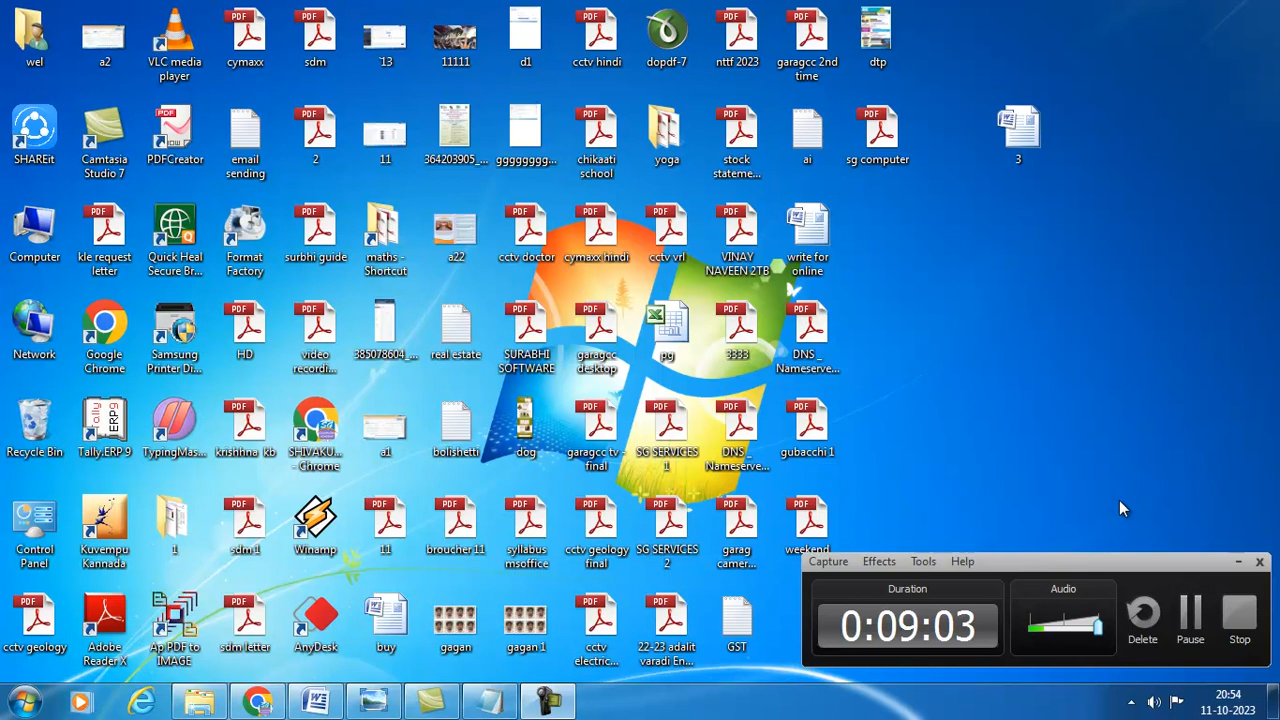 wel
a2
VLC media
player
cymaxx
sdm
`13
11111
d1
cctv hindi
dopdf-7
nttf 2023
garagcc 2nd
time
dtp
SHAREit
Camtasia
Studio 7
PDFCreator
email
sending
2
11
364203905_...
gggggggg...
chikaati
school
yoga
stock
stateme...
ai
sg computer
3
Computer
kle request
letter
Quick Heal
Secure Br...
Format
Factory
surbhi guide
maths -
Shortcut
a22
cctv doctor
cymaxx hindi
cctv vrl
VINAY
NAVEEN 2TB
write for
online
Network
Google
Chrome
Samsung
Printer Di...
HD
video
recordi...
385078604_...
real estate
SURABHI
SOFTWARE
garagcc
desktop
pg
3333
DNS _
Nameserve...
Recycle Bin
Tally.ERP 9
TypingMas...
krishhna kb
SHIVAKU...
- Chrome
a1
bolishetti
dog
garagcc tv -
final
SG SERVICES
1
DNS _
Nameserve...
gubacchi 1
Control
Panel
Kuvempu
Kannada
1
sdm 1
Winamp
11
broucher 11
syllabus
msoffice
cctv geology
final
SG SERVICES
2
garag
camer...
weekend
cctv geology
Adobe
Reader X
Ap PDF to
IMAGE
sdm letter
AnyDesk
buy
gagan
gagan 1
cctv
electric...
22-23 adalit
varadi En...
GST
Capture Effects Tools Help
Duration
Audio
0:09:03
Delete
Pause
Stop
20:54
11-10-2023